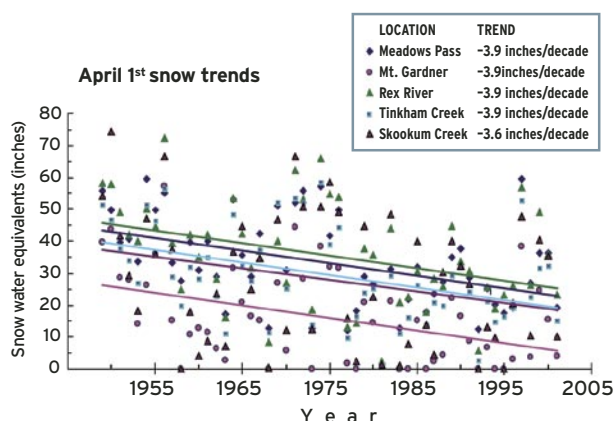 LOCATION TREND
Meadows Pass -3.9 inches/decade
Mt. Gardner -3.9inches/decade
Rex River -3.9 inches/decade
Tinkham Creek -3.9 inches/decade
Skookum Creek -3.6 inches/decade
April 1st snow trends
Snow water equivalents (inches)
80
70
60
50
40
30
20
10
0
1955 1965 1975 1985 1995 2005
Year